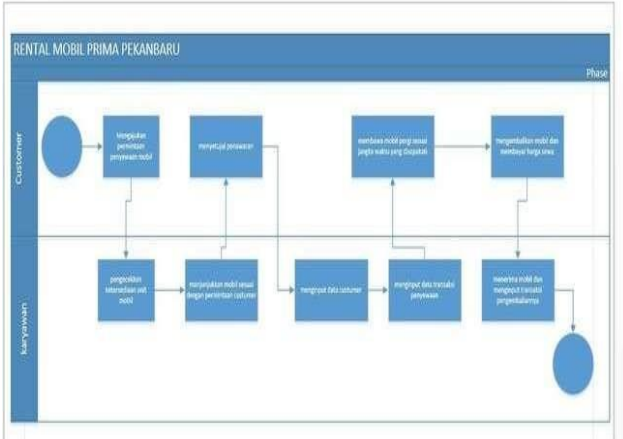 RENTAL MOBIL PRIMA PEKANBARU
Phase
Customer
Mengajukan
permintaan
penyewaan mobil
menyetujui penawaran
membawa mobil pergi sesuai
jangka waktu yang disepakati
mengembalikan mobil dan
membayar harga sewa
karyawan
pengecekan
ketersediaan unit
mobil
menunjukkan mobil sesuai
dengan permintaan customer
menginput data customer
menginput data transaksi
penyewaan
menerima mobil dan
menginput transaksi
pengembaliannya